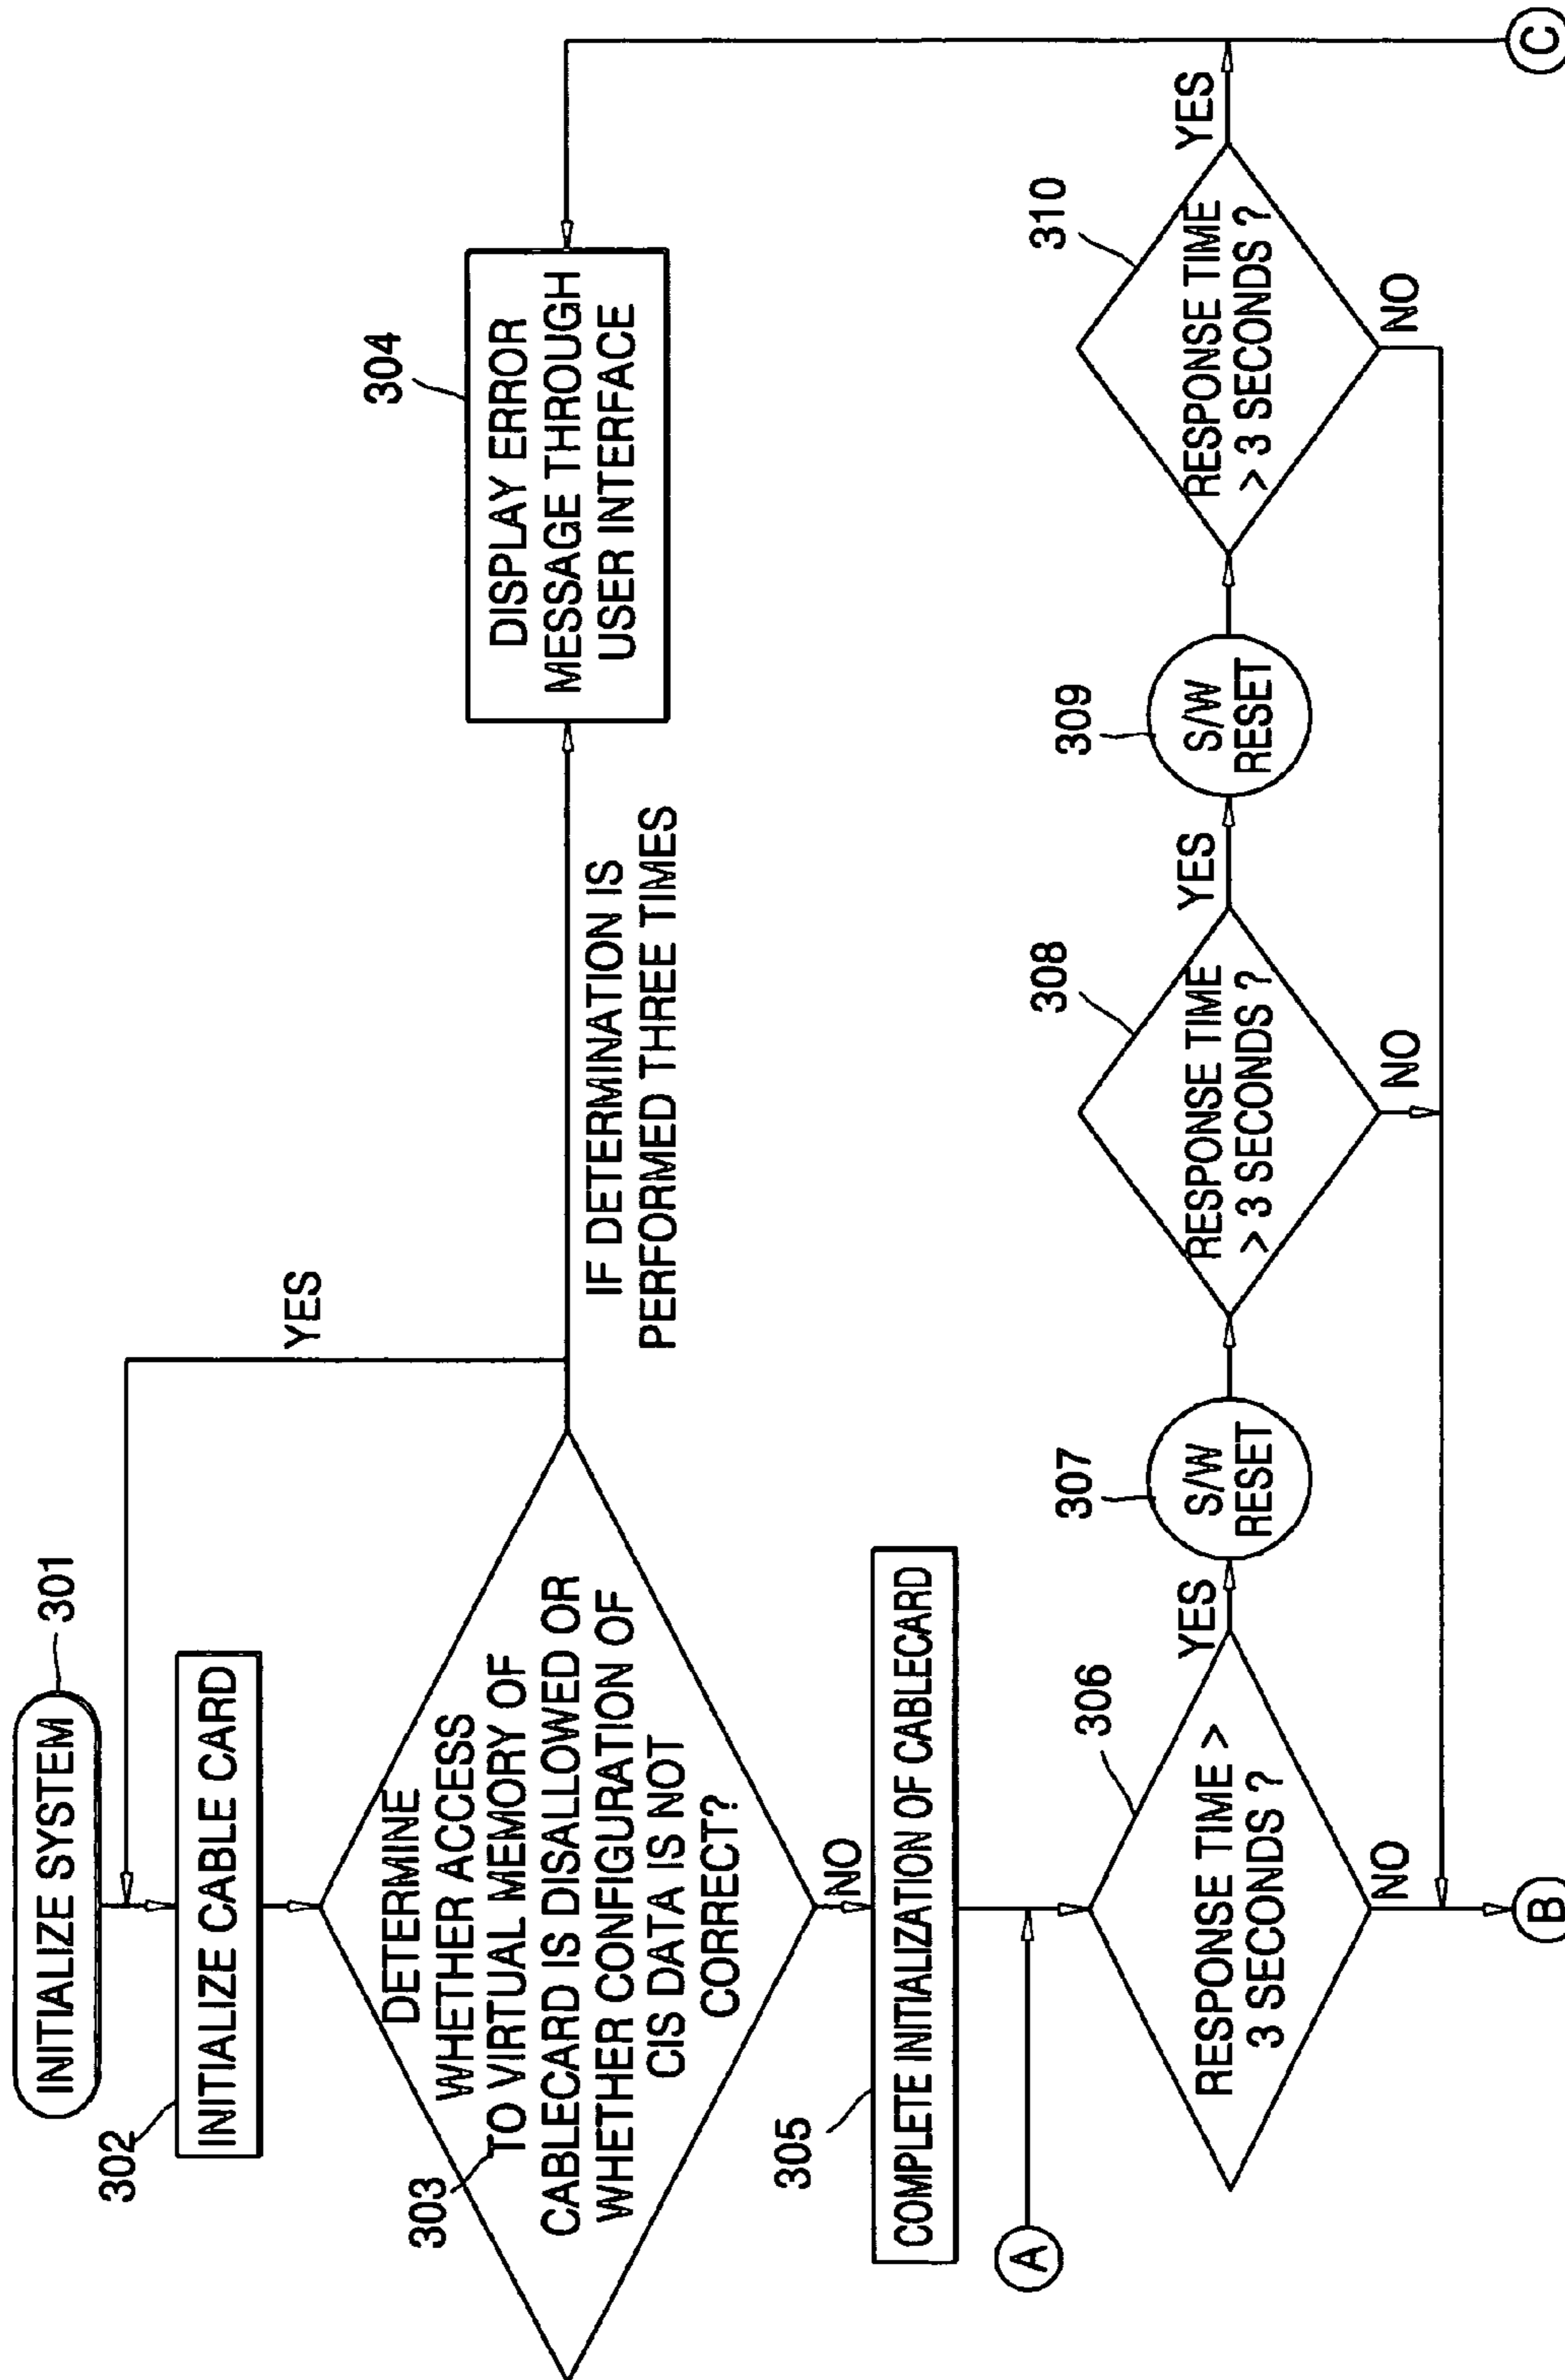 INITIALIZE SYSTEM
301
302
INITIALIZE CABLE CARD
YES
303
DETERMINE
WHETHER ACCESS
TO VIRTUAL MEMORY OF
CABLECARD IS DISALLOWED OR
WHETHER CONFIGURATION OF
CIS DATA IS NOT
CORRECT?
IF DETERMINATION IS
PERFORMED THREE TIMES
304
DISPLAY ERROR
MESSAGE THROUGH
USER INTERFACE
NO
305
COMPLETE INITIALIZATION OF CABLECARD
A
306
RESPONSE TIME >
3 SECONDS ?
YES
NO
307
S/W
RESET
308
RESPONSE TIME
> 3 SECONDS ?
YES
NO
309
S/W
RESET
310
RESPONSE TIME
> 3 SECONDS ?
YES
NO
B
C